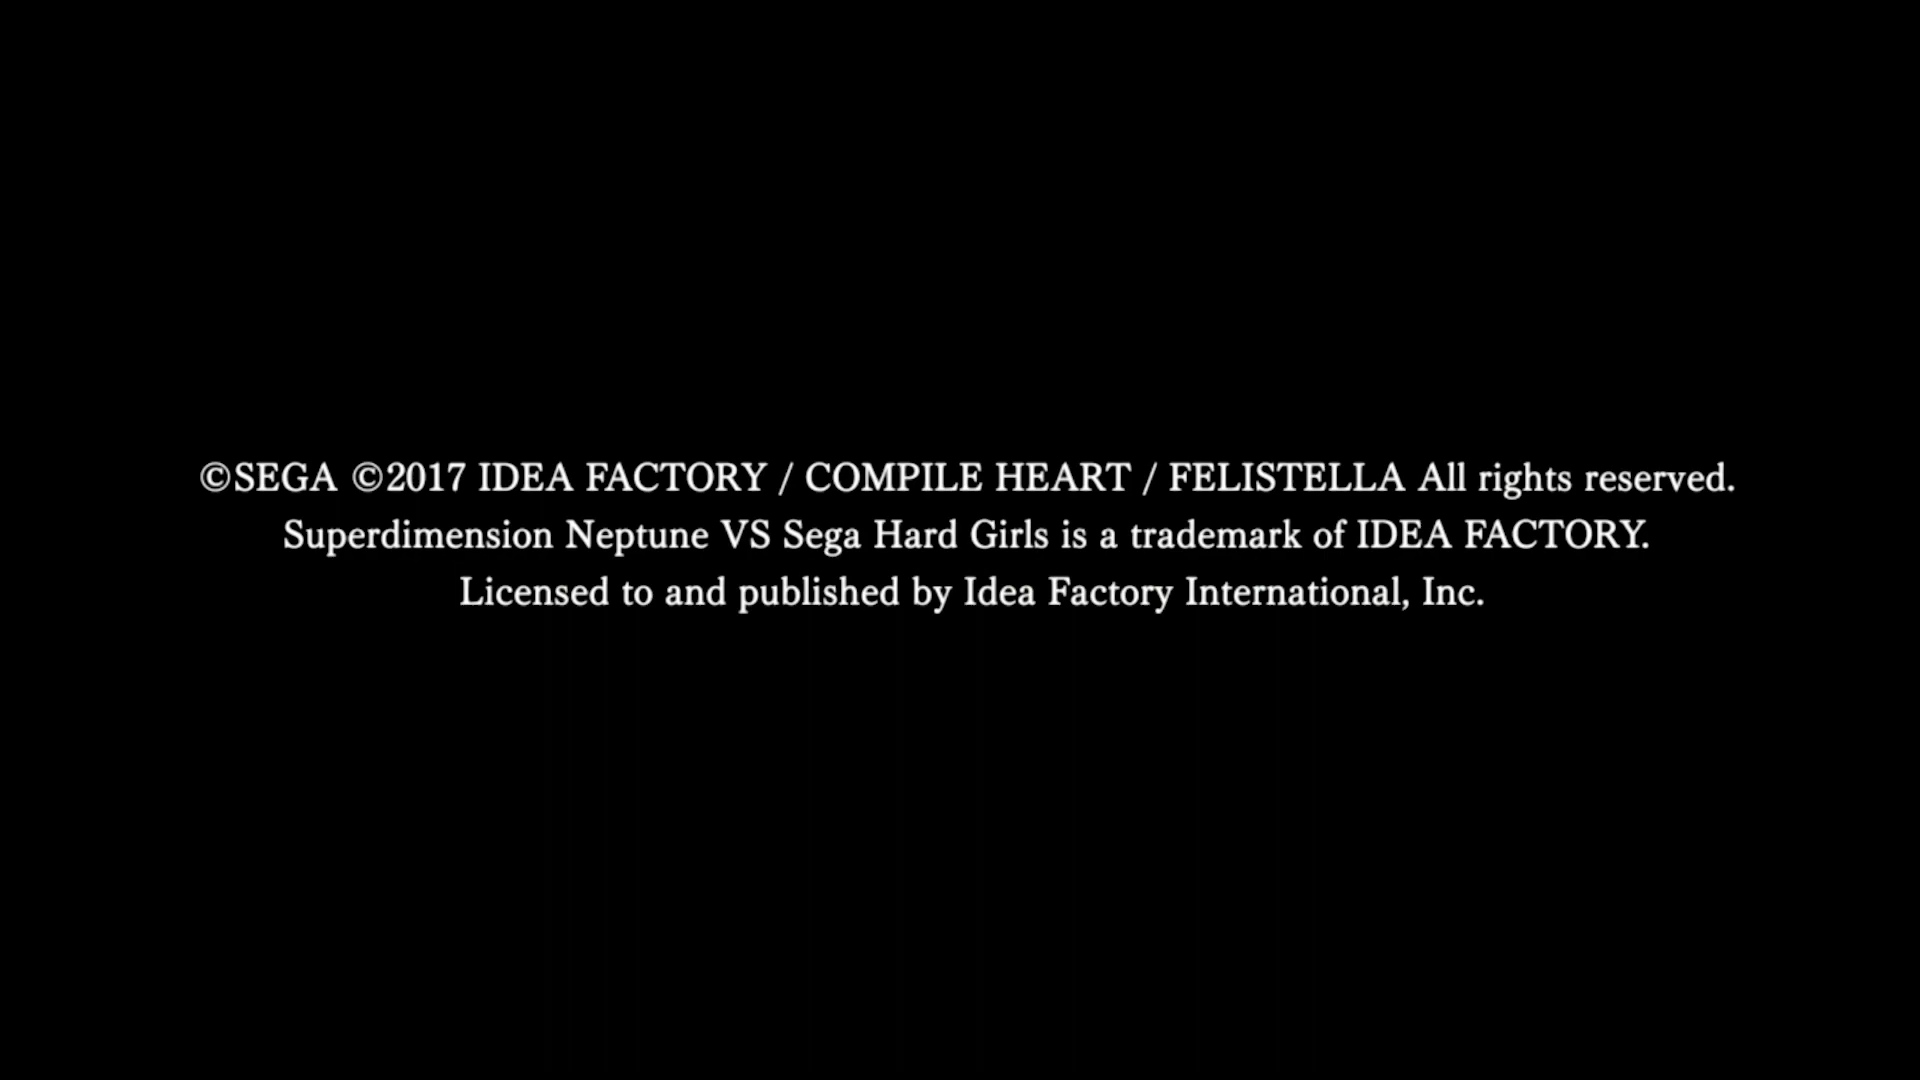 ©SEGA ©2017 IDEA FACTORY / COMPILE HEART / FELISTELLA All rights reserved.
Superdimension Neptune VS Sega Hard Girls is a trademark of IDEA FACTORY.
Licensed to and published by Idea Factory International, Inc.